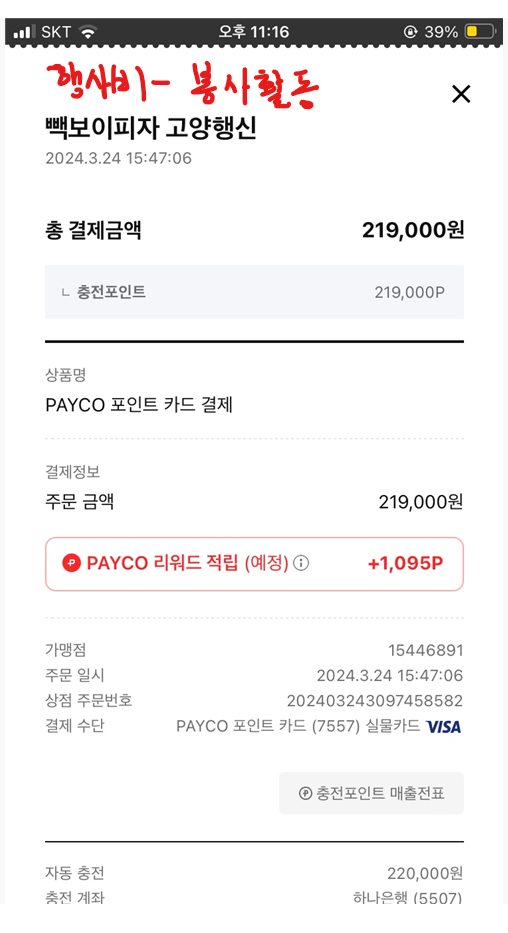 SKT 오후 11:16 39%
행사비 - 봉사활동
빽보이피자 고양행신
2024.3.24 15:47:06
총 결제금액 219,000원
ㄴ 충전포인트 219,000P
상품명
PAYCO 포인트 카드 결제
결제정보
주문 금액 219,000원
PAYCO 리워드 적립 (예정) +1,095P
가맹점 15446891
주문 일시 2024.3.24 15:47:06
상점 주문번호 202403243097458582
결제 수단 PAYCO 포인트 카드 (7557) 실물카드 VISA
충전포인트 매출전표
자동 충전 220,000원
충전 계좌 하나은행 (5507)